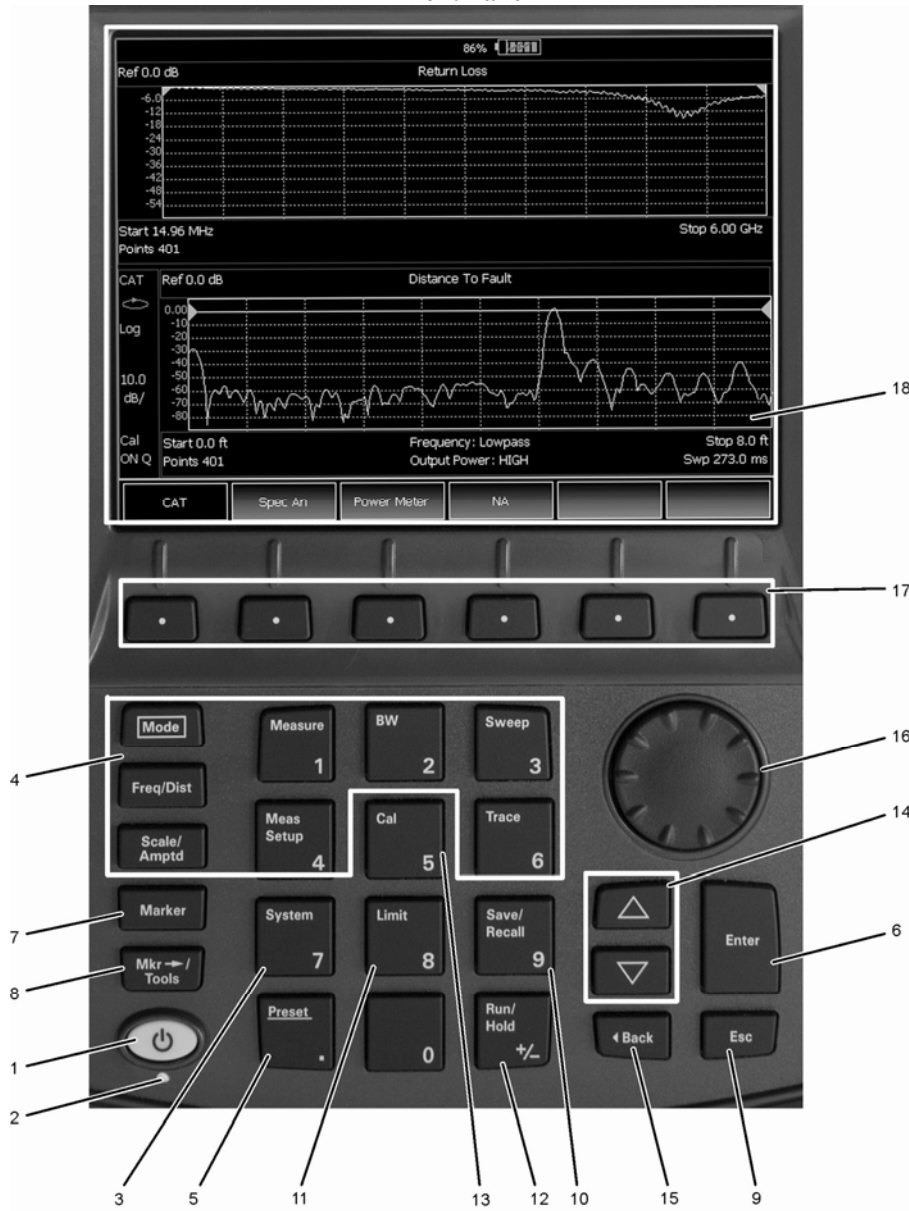 86%
Ref 0.0 dB Return Loss
-6.0
-12
-18
-24
-30
-36
-42
-48
-54
Start 14.96 MHz Stop 6.00 GHz
Points 401
CAT Ref 0.0 dB Distance To Fault
0.00
-10
Log
-20
-30
-40
10.0
-50
dB/
-60
-70
-80
18
Cal Start 0.0 ft Frequency: Lowpass Stop 8.0 ft
ON Q Points 401 Output Power: HIGH Swp 273.0 ms
CAT Spec An Power Meter NA
17
Mode Measure 1 BW 2 Sweep 3
16
4
Freq/Dist
14
Scale/
Amptd
Meas
Setup
4
Cal
5
Trace
6
7
Marker
System
7
Limit
8
Save/
Recall
9
Enter
6
8
Mkr → /
Tools
1
2
Preset
.
0
Run/
Hold
+/−
Back
Esc
3 5 11 13 12 10 15 9